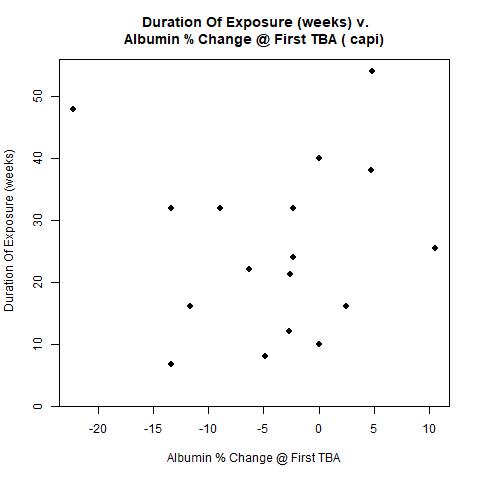 Duration Of Exposure (weeks) v.
Albumin % Change @ First TBA ( capi)
Duration Of Exposure (weeks)
50
40
30
20
10
0
-20 -15 -10 -5 0 5 10
Albumin % Change @ First TBA